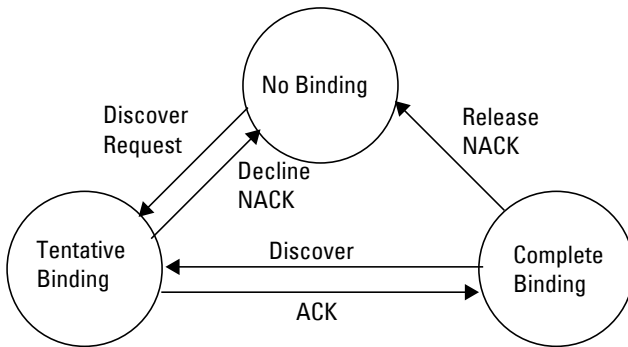 No Binding
Discover
Request
Release
NACK
Decline
NACK
Tentative
Binding
Discover
Complete
Binding
ACK